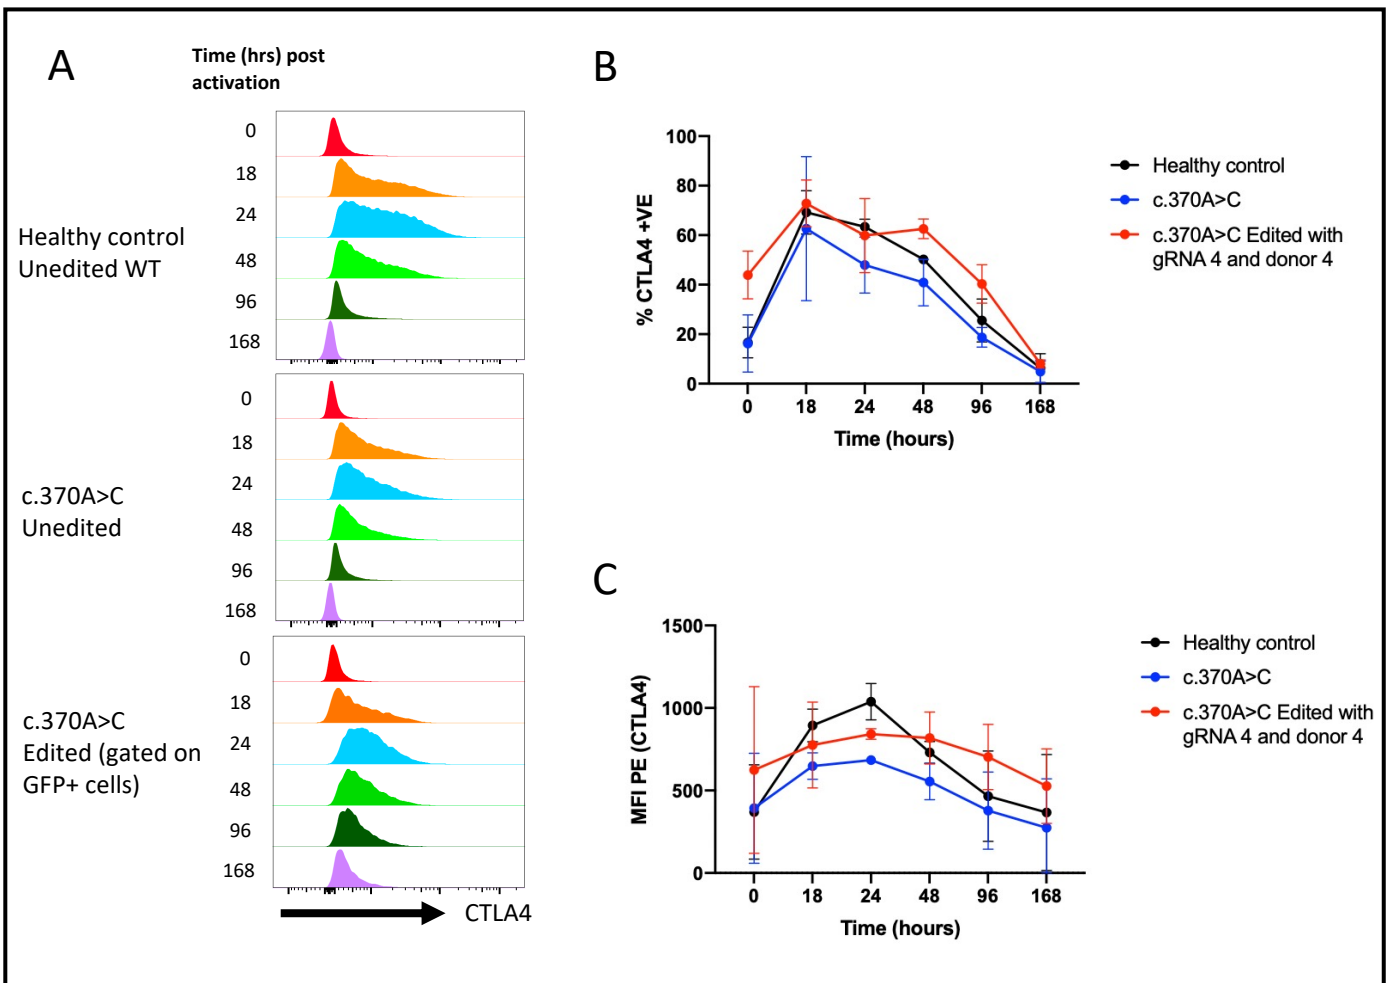 A
Time (hrs) post
activation
Healthy control
Unedited WT
0
18
24
48
96
168
c.370A>C
Unedited
0
18
24
48
96
168
c.370A>C
Edited (gated on
GFP+ cells)
0
18
24
48
96
168
CTLA4
B
% CTLA4 +VE
100
80
60
40
20
0
0 18 24 48 96 168
Time (hours)
Healthy control
c.370A>C
c.370A>C Edited with
gRNA 4 and donor 4
C
MFI PE (CTLA4)
1500
1000
500
0
0 18 24 48 96 168
Time (hours)
Healthy control
c.370A>C
c.370A>C Edited with
gRNA 4 and donor 4